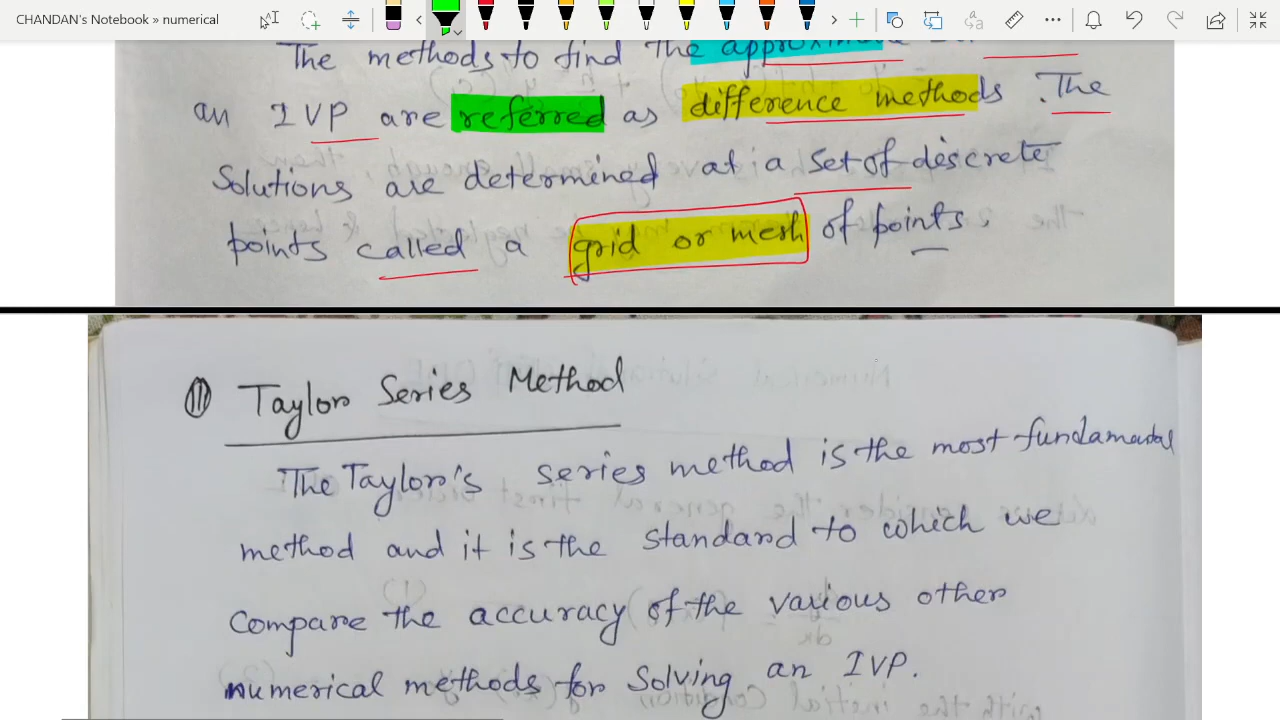 CHANDAN's Notebook » numerical
The methods to find the approximate
an IVP are referred as difference methods. The
Solutions are determined at a set of discrete
points called a grid or mesh of points.
11 Taylor Series Method
The Taylor's series method is the most fundamental
method and it is the standard to which we
Compare the accuracy of the various other
numerical methods for solving an IVP.